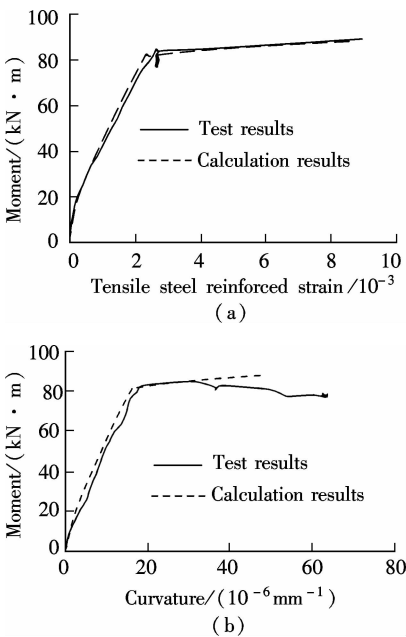 100
80
60
40
20
0
Moment/(kN · m)
Test results
Calculation results
0 2 4 6 8 10
Tensile steel reinforced strain/10⁻³
(a)
100
80
60
40
20
0
Moment/(kN · m)
Test results
Calculation results
0 20 40 60 80
Curvature/(10⁻⁶mm⁻¹)
(b)